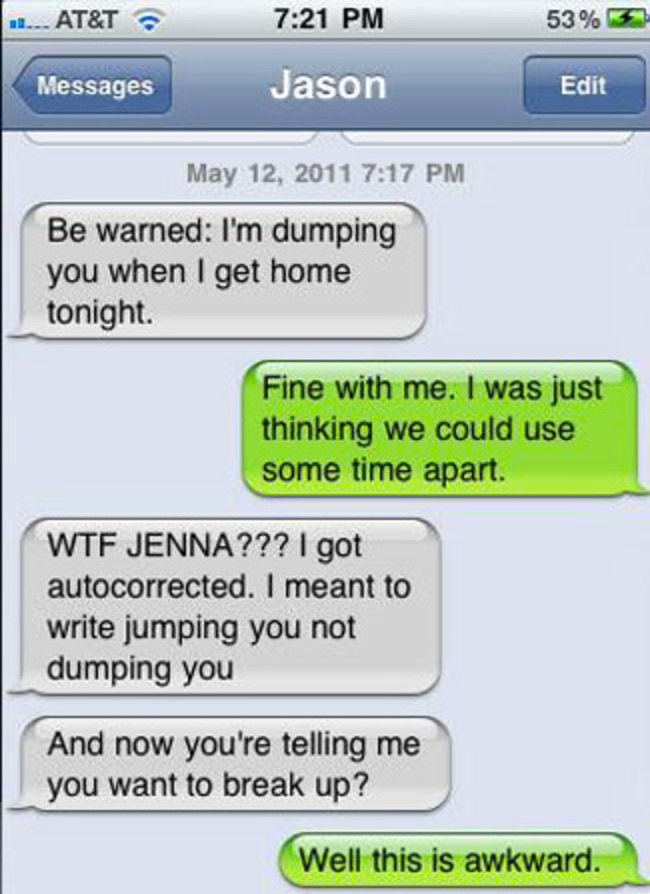 AT&T 7:21 PM 53%
Messages Jason Edit
May 12, 2011 7:17 PM
Be warned: I'm dumping
you when I get home
tonight.
Fine with me. I was just
thinking we could use
some time apart.
WTF JENNA??? I got
autocorrected. I meant to
write jumping you not
dumping you
And now you're telling me
you want to break up?
Well this is awkward.